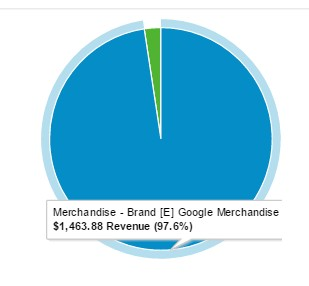 Merchandise - Brand [E] Google Merchandise
$1,463.88 Revenue (97.6%)